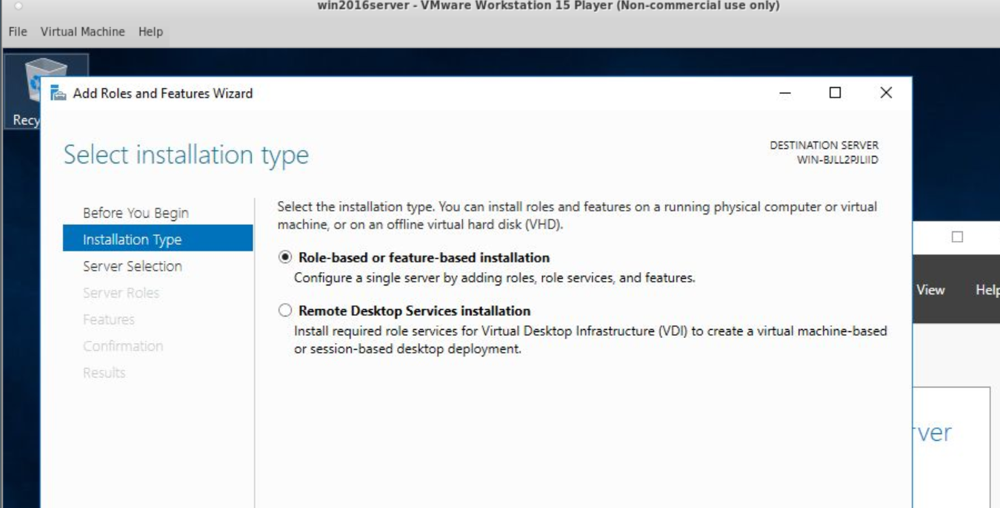 win2016server - VMware Workstation 15 Player (Non-commercial use only)
File Virtual Machine Help
Add Roles and Features Wizard
Recy
Select installation type
DESTINATION SERVER
WIN-BJLL2PJLIID
Before You Begin
Installation Type
Server Selection
Server Roles
Features
Confirmation
Results
Select the installation type. You can install roles and features on a running physical computer or virtual
machine, or on an offline virtual hard disk (VHD).
Role-based or feature-based installation
Configure a single server by adding roles, role services, and features.
Remote Desktop Services installation
Install required role services for Virtual Desktop Infrastructure (VDI) to create a virtual machine-based
or session-based desktop deployment.
View Help
rver